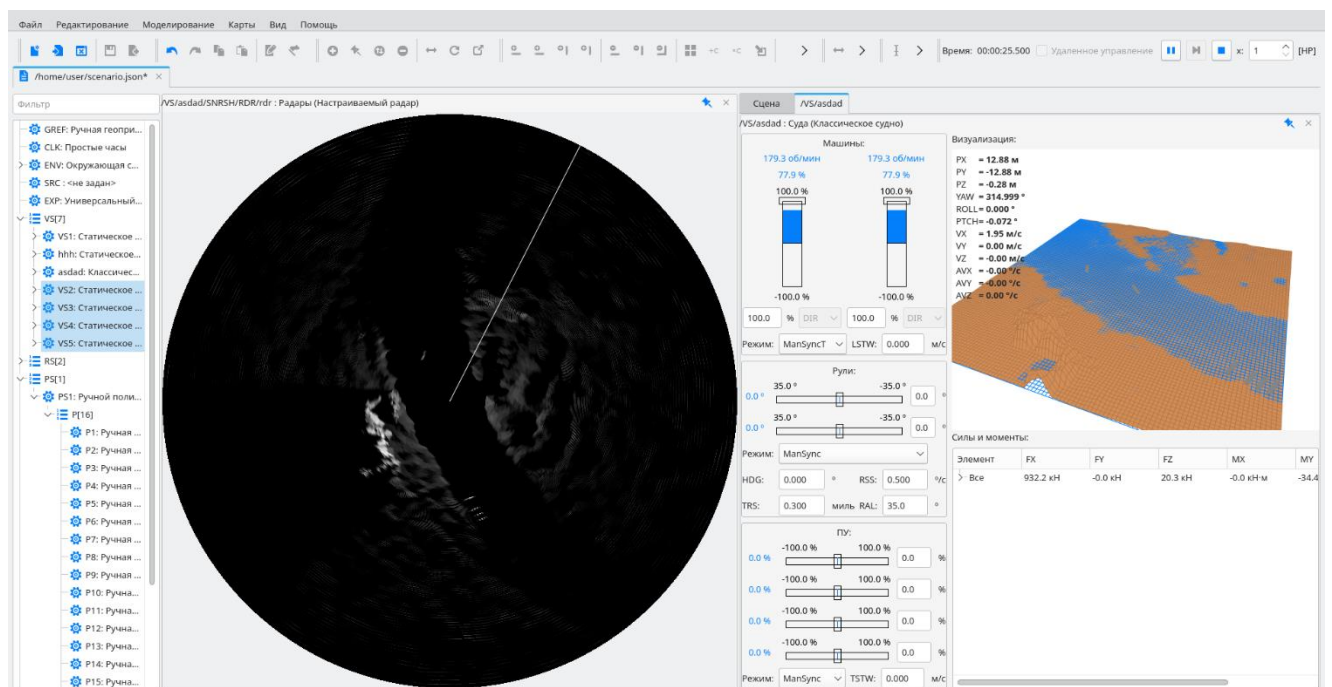 Файл Редактирование Моделирование Карты Вид Помощь
+C -C Время: 00:00:25.500 Удаленное управление x: 1 [HP]
/home/user/scenario.json* ×
Фильтр
GREF: Ручная геопри...
CLK: Простые часы
ENV: Окружающая с...
SRC : <не задан>
EXP: Универсальный...
VS[7]
VS1: Статическое ...
hhh: Статическое...
asdad: Классичес...
VS2: Статическое ...
VS3: Статическое ...
VS4: Статическое ...
VS5: Статическое ...
RS[2]
PS[1]
PS1: Ручной поли...
P[16]
P1: Ручная ...
P2: Ручная ...
P3: Ручная ...
P4: Ручная ...
P5: Ручная ...
P6: Ручная ...
P7: Ручная ...
P8: Ручная ...
P9: Ручная ...
P10: Ручна...
P11: Ручна...
P12: Ручна...
P13: Ручна...
P14: Ручна...
P15: Ручна...
/VS/asdad/SNRSH/RDR/rdr : Радары (Настраиваемый радар)
Сцена /VS/asdad
/VS/asdad : Суда (Классическое судно)
Машины:
179.3 об/мин 179.3 об/мин
77.9 % 77.9 %
100.0 % 100.0 %
-100.0 % -100.0 %
100.0 % DIR 100.0 % DIR
Режим: ManSyncT LSTW: 0.000 м/с
Рули:
35.0 ° -35.0 °
0.0 ° 0.0 °
35.0 ° -35.0 °
0.0 ° 0.0 °
Режим: ManSync
HDG: 0.000 ° RSS: 0.500 °/с
TRS: 0.300 миль RAL: 35.0 °
ПУ:
-100.0 % 100.0 %
0.0 % 0.0 %
-100.0 % 100.0 %
0.0 % 0.0 %
-100.0 % 100.0 %
0.0 % 0.0 %
-100.0 % 100.0 %
0.0 % 0.0 %
Режим: ManSync TSTW: 0.000 м/с
Визуализация:
PX = 12.88 м
PY = -12.88 м
PZ = -0.28 м
YAW = 314.999 °
ROLL= 0.000 °
PTCH= -0.072 °
VX = 1.95 м/с
VY = 0.00 м/с
VZ = -0.00 м/с
AVX = -0.00 °/с
AVY = -0.00 °/с
AVZ = 0.00 °/с
Силы и моменты:
Элемент FX FY FZ MX MY
Все 932.2 кН -0.0 кН 20.3 кН -0.0 кН·м -34.4